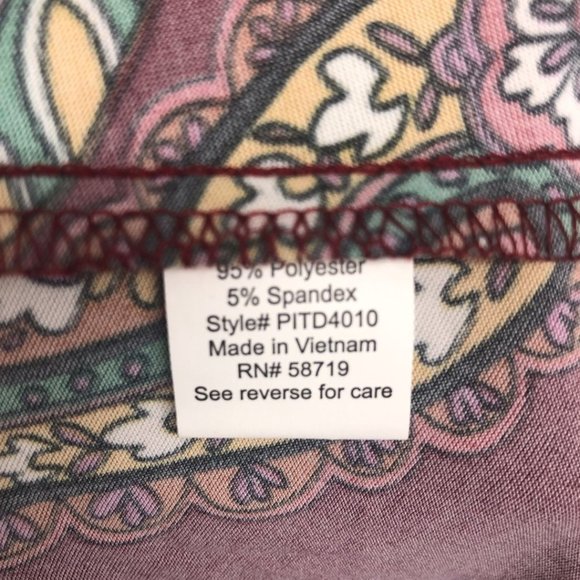 95% Polyester
5% Spandex
Style# PITD4010
Made in Vietnam
RN# 58719
See reverse for care